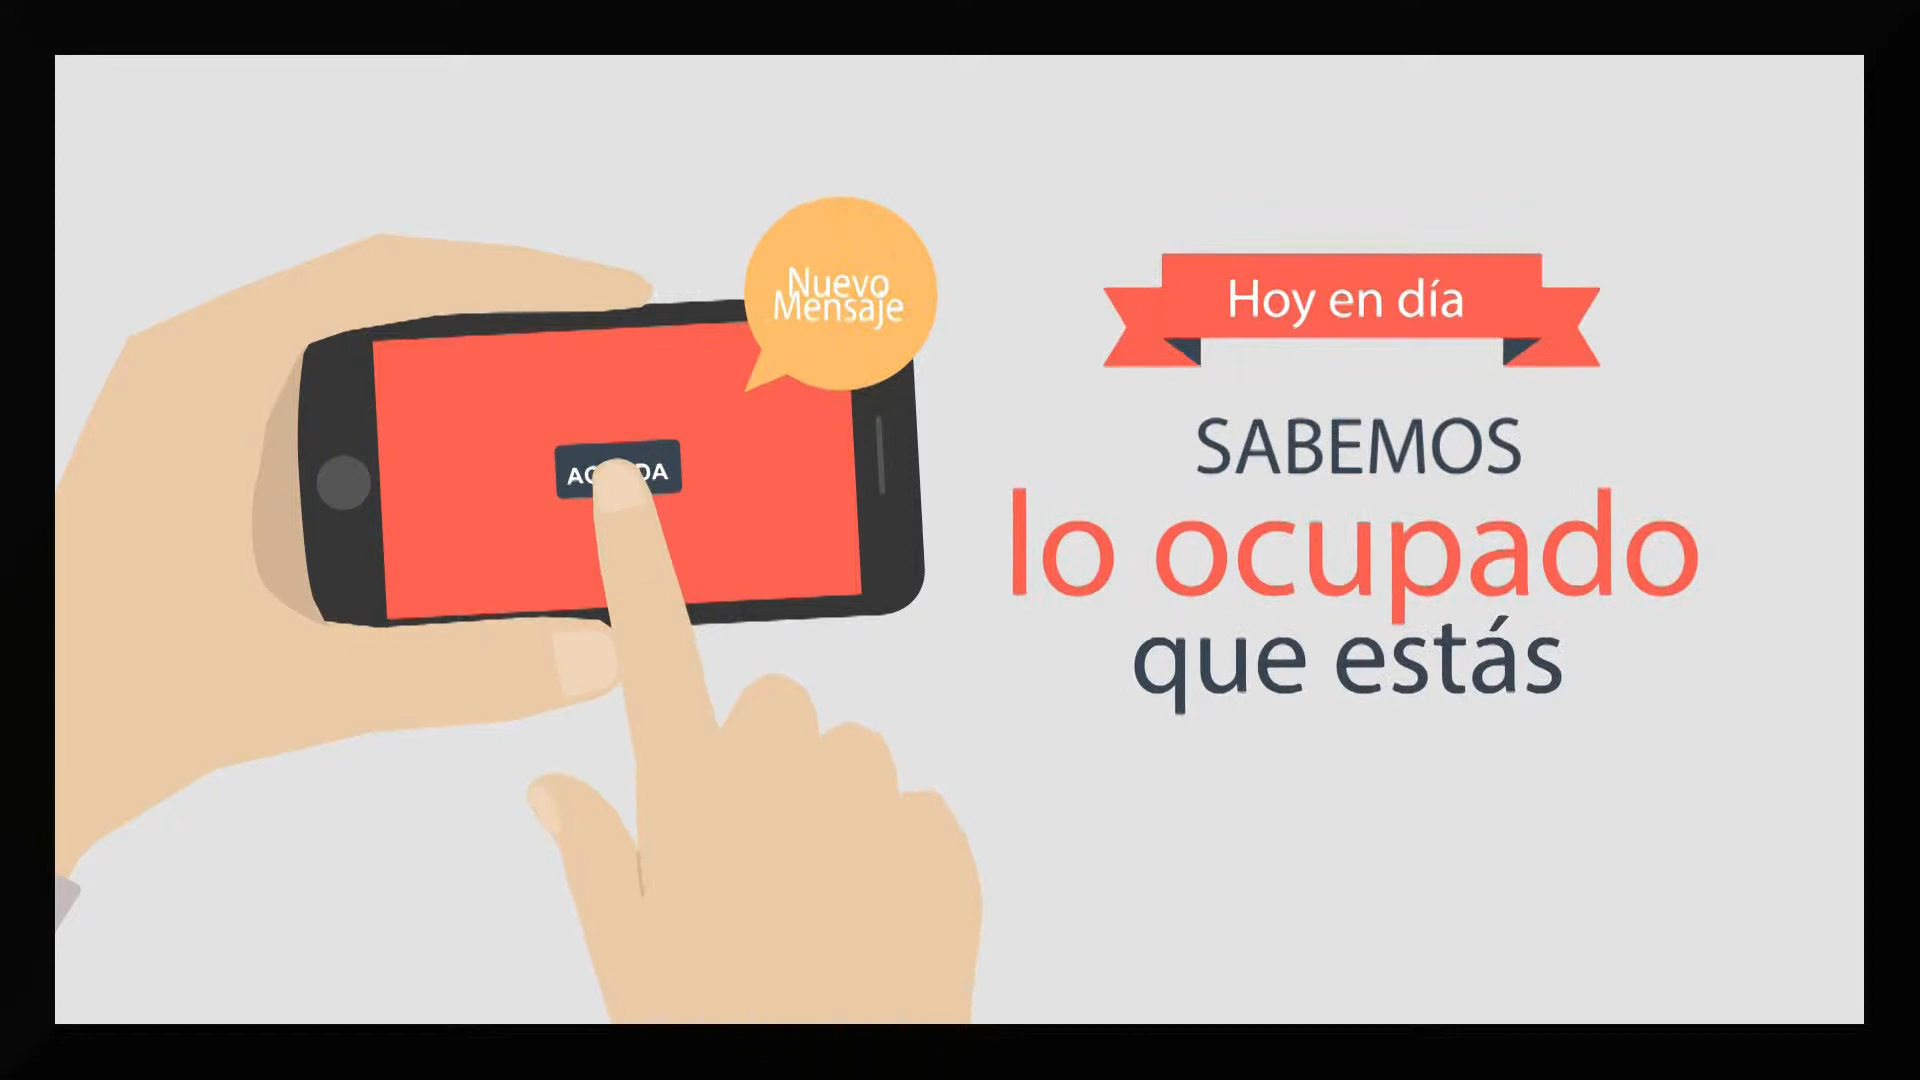 Nuevo
Mensaje
Hoy en día
SABEMOS
lo ocupado
que estás